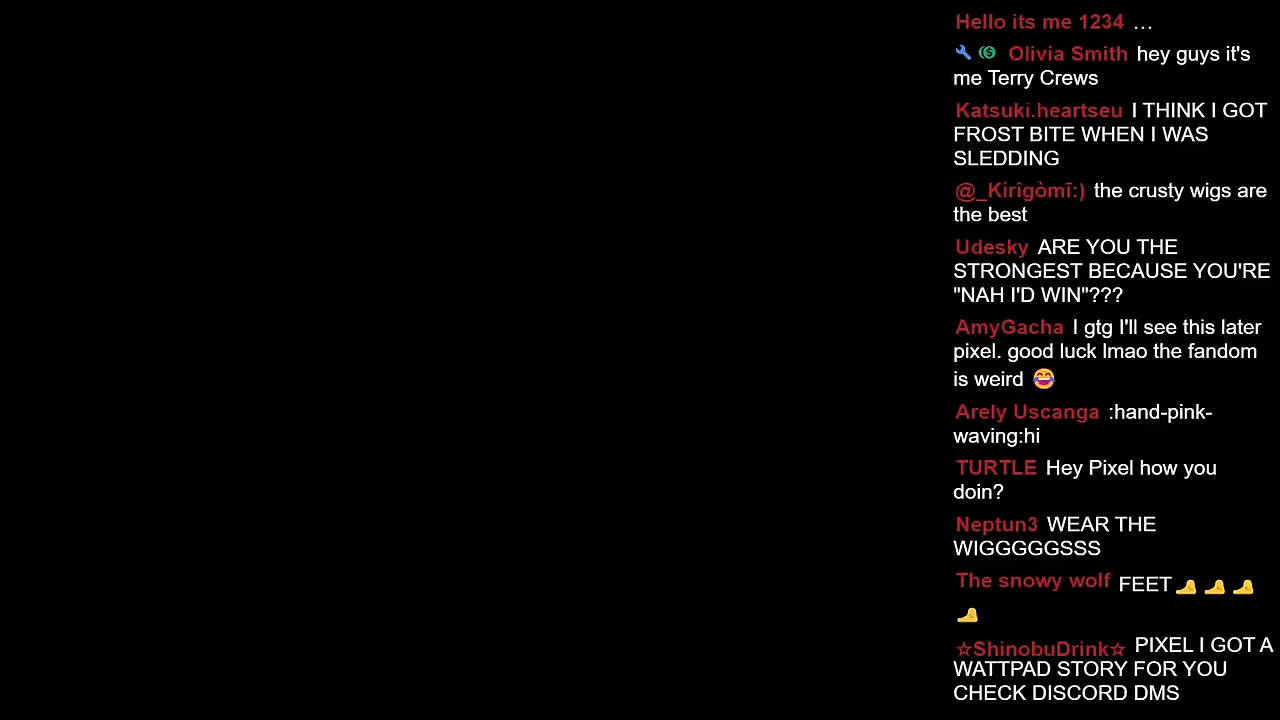 Hello its me 1234 …
Olivia Smith hey guys it's
me Terry Crews
Katsuki.heartseu I THINK I GOT
FROST BITE WHEN I WAS
SLEDDING
@_Kírîgòmī:) the crusty wigs are
the best
Udesky ARE YOU THE
STRONGEST BECAUSE YOU'RE
"NAH I'D WIN"???
AmyGacha I gtg I'll see this later
pixel. good luck lmao the fandom
is weird 😂
Arely Uscanga :hand-pink-
waving:hi
TURTLE Hey Pixel how you
doin?
Neptun3 WEAR THE
WIGGGGGSSS
The snowy wolf FEET🦶🦶🦶
🦶
☆ShinobuDrink☆ PIXEL I GOT A
WATTPAD STORY FOR YOU
CHECK DISCORD DMS